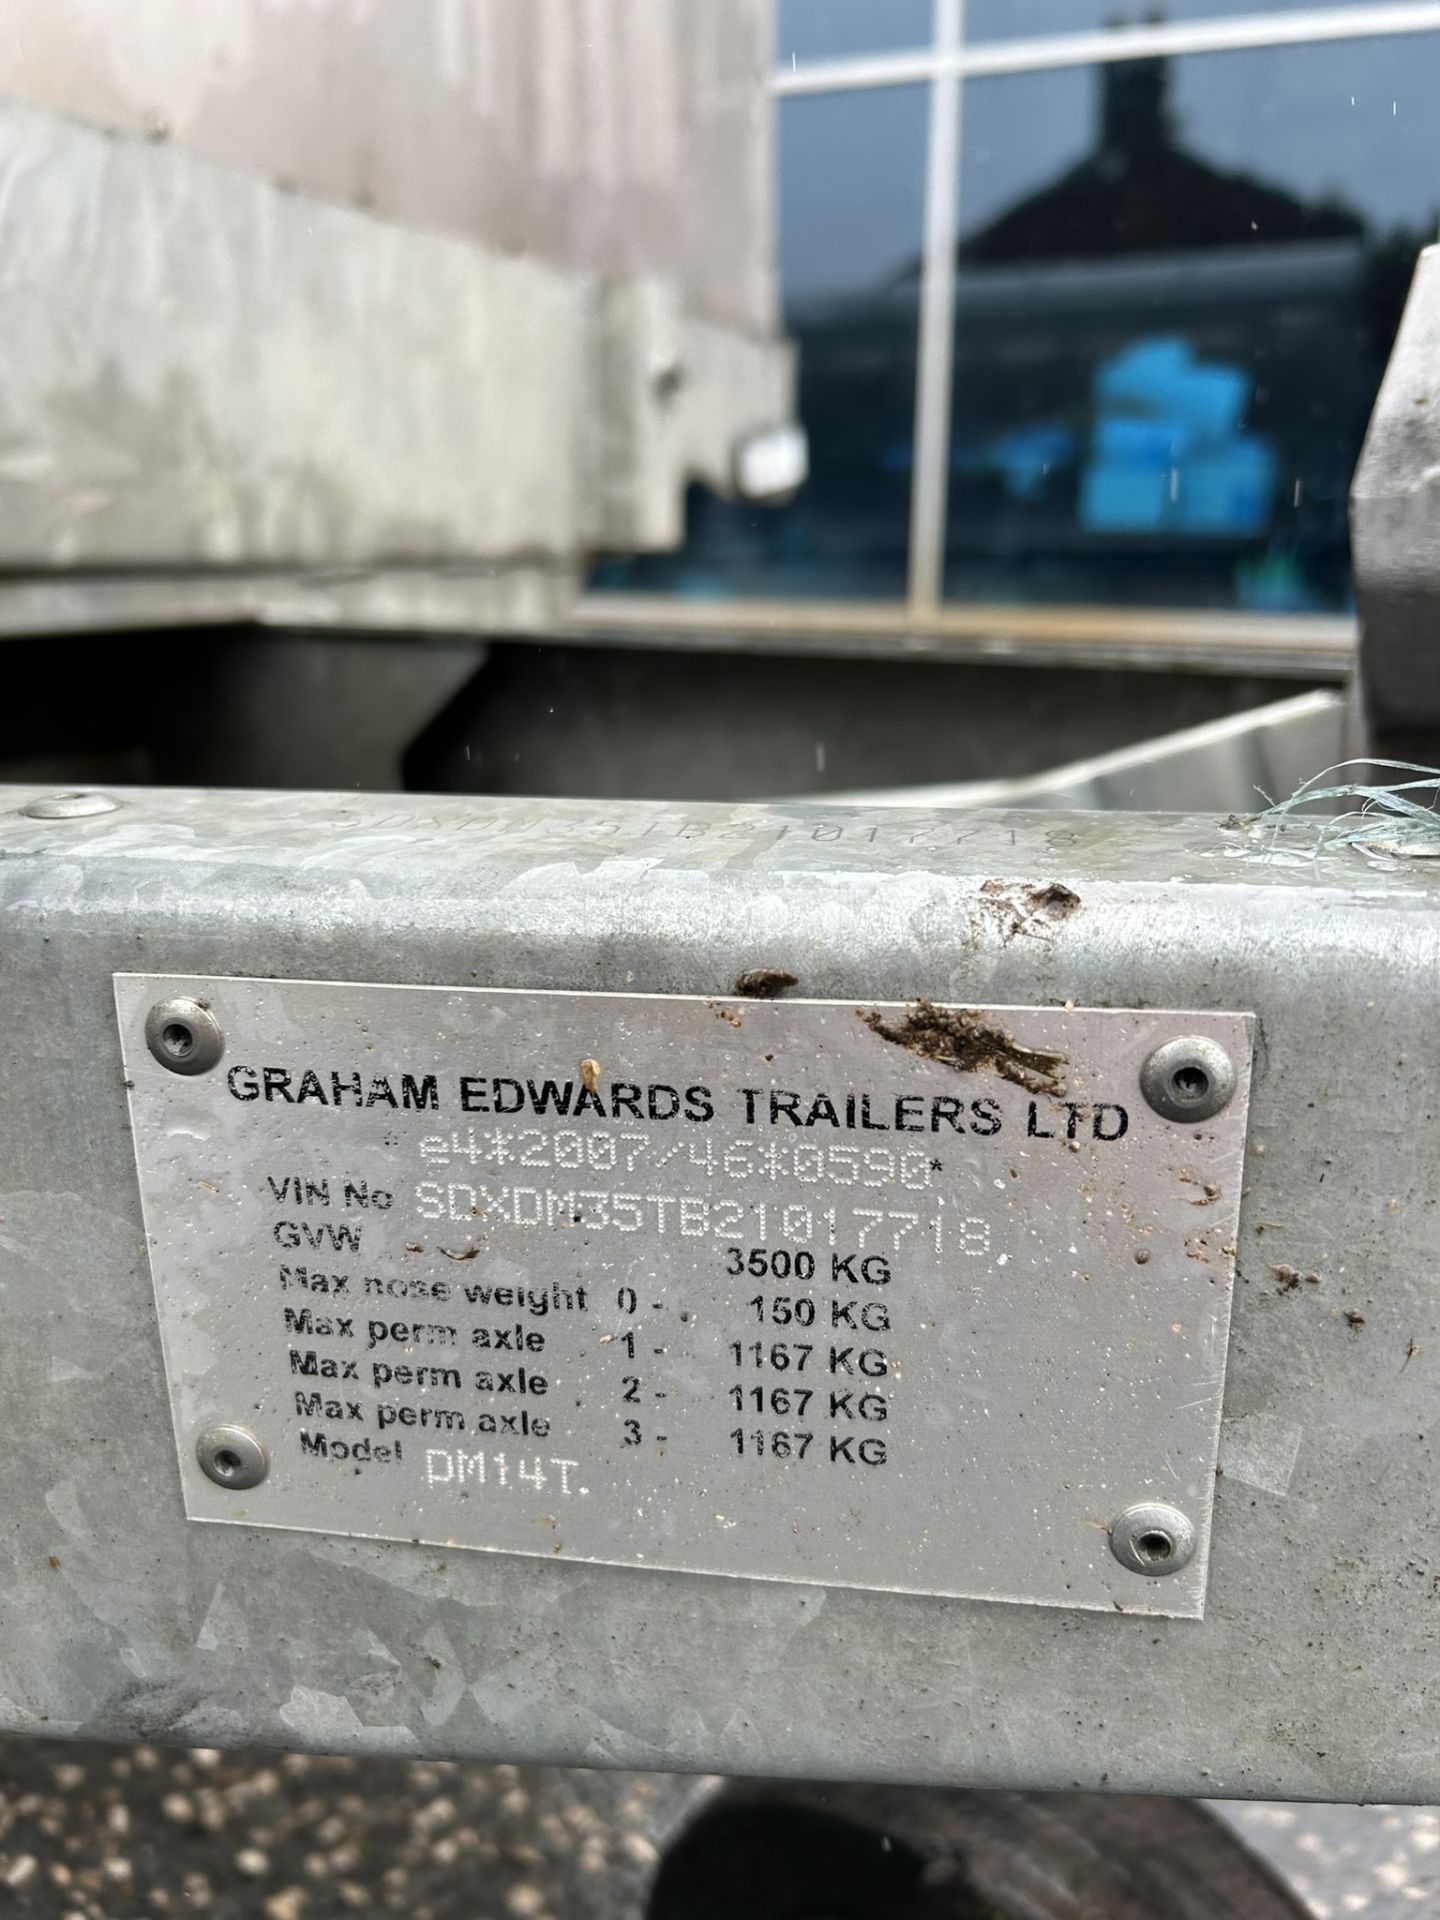 SDXDM35TB21017718
GRAHAM EDWARDS TRAILERS LTD
* e4*2007/46*0590*
VIN No SDXDM35TB21017718
GVW 3500 KG
Max nose weight 0 - 150 KG
Max perm axle 1 - 1167 KG
Max perm axle 2 - 1167 KG
Max perm axle 3 - 1167 KG
Model DM14T.